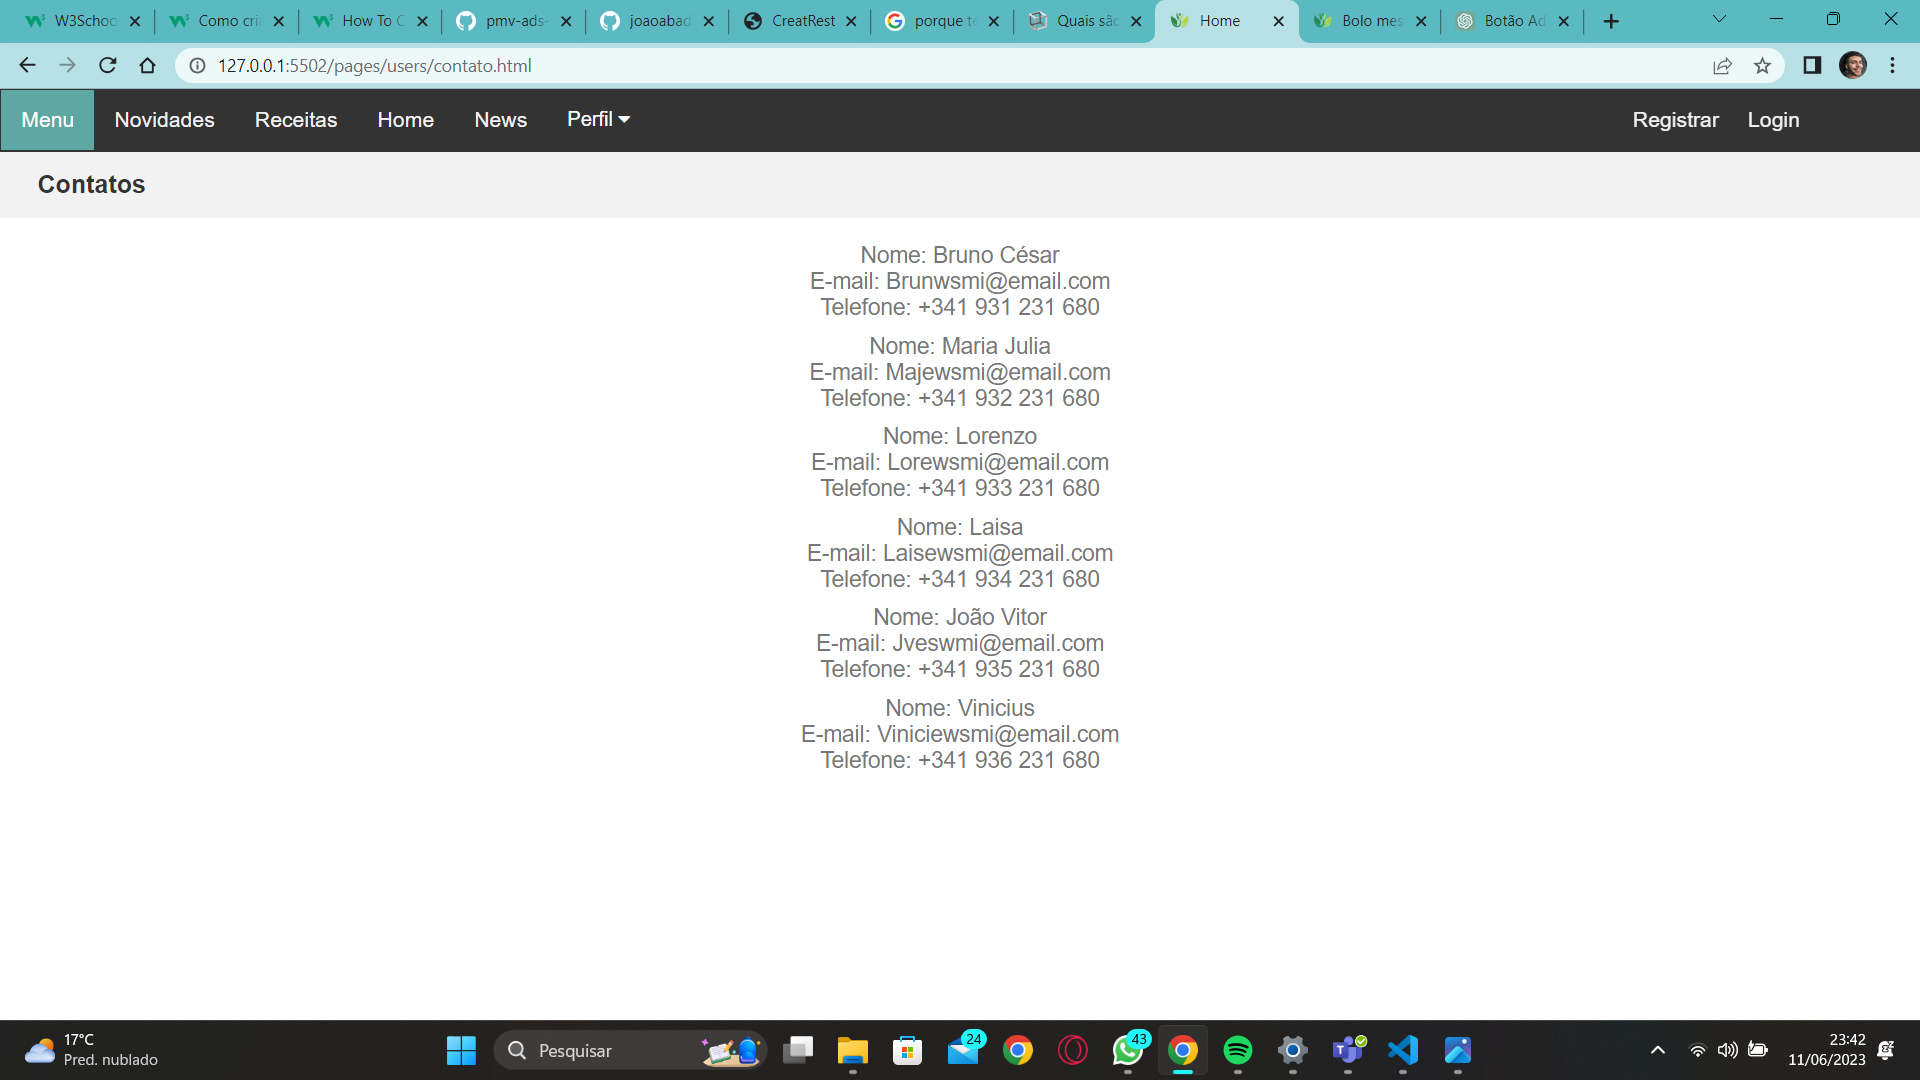 W3Schoo
Como cria
How To C
pmv-ads-
joaoabad
CreatRest
porque te
Quais são
Home
Bolo mes
Botão Ad
127.0.0.1:5502/pages/users/contato.html
Menu Novidades Receitas Home News Perfil Registrar Login
Contatos
Nome: Bruno César
E-mail: Brunwsmi@email.com
Telefone: +341 931 231 680
Nome: Maria Julia
E-mail: Majewsmi@email.com
Telefone: +341 932 231 680
Nome: Lorenzo
E-mail: Lorewsmi@email.com
Telefone: +341 933 231 680
Nome: Laisa
E-mail: Laisewsmi@email.com
Telefone: +341 934 231 680
Nome: João Vitor
E-mail: Jveswmi@email.com
Telefone: +341 935 231 680
Nome: Vinicius
E-mail: Viniciewsmi@email.com
Telefone: +341 936 231 680
17°C
Pred. nublado
Pesquisar
24
43
23:42
11/06/2023